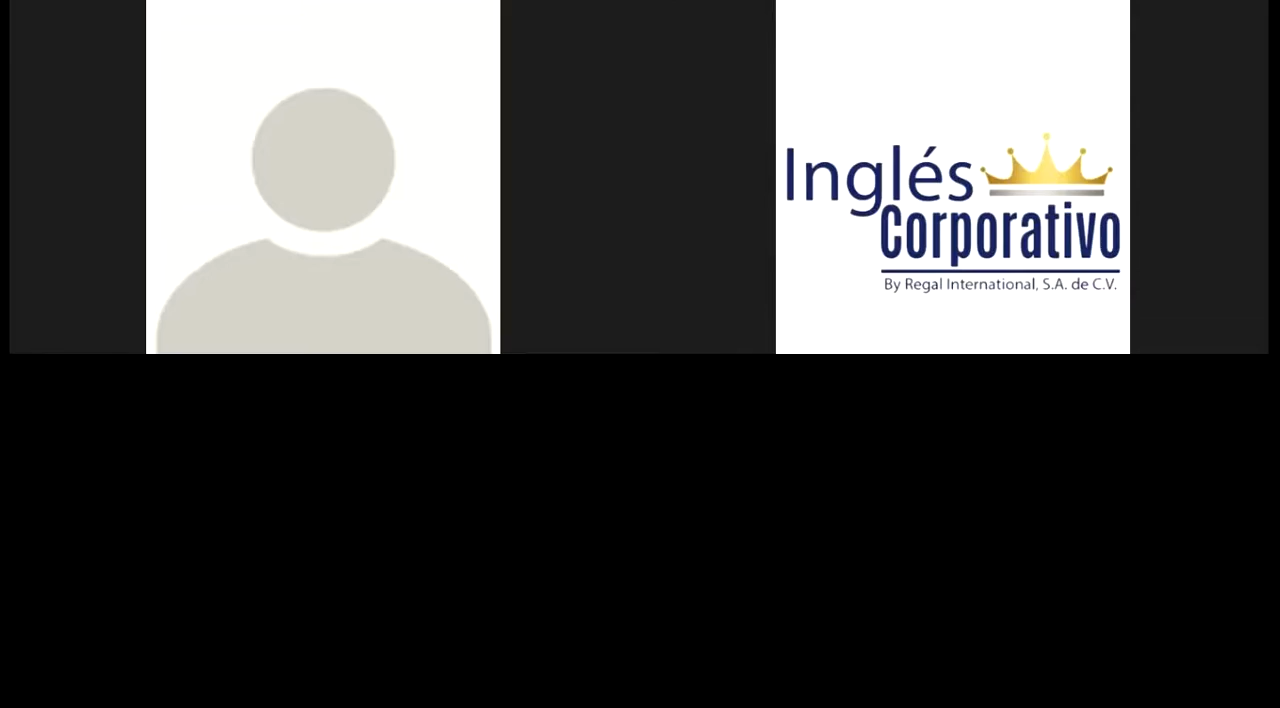 Inglés
Corporativo
By Regal International, S.A. de C.V.